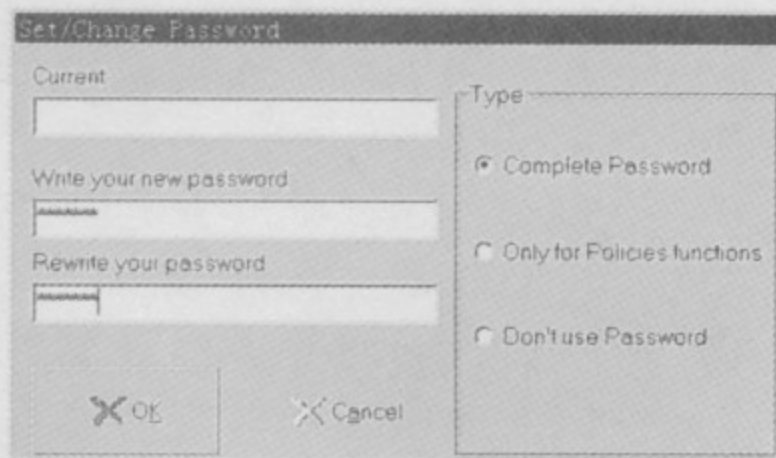 Set/Change Password
Current
Write your new password
******
Rewrite your password
******
OK
Cancel
Type
Complete Password
Only for Policies functions
Don't use Password